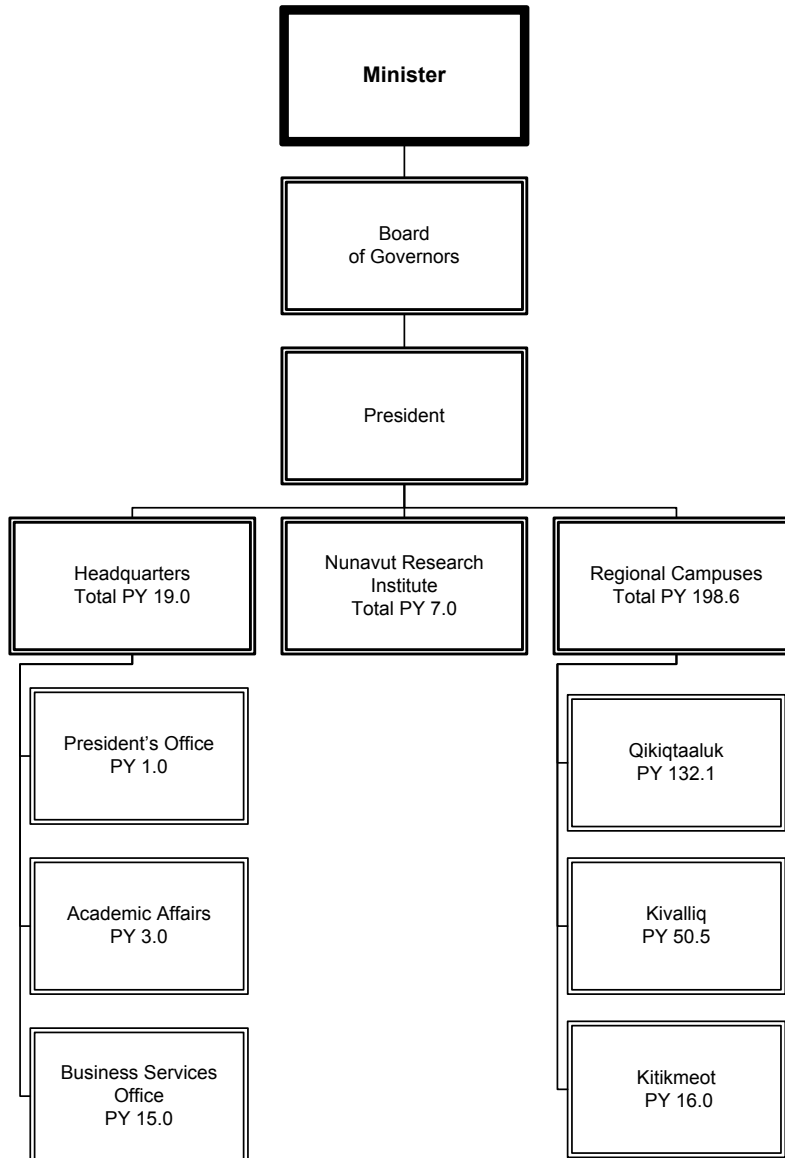 Minister
Board
of Governors
President
Headquarters
Total PY 19.0
Nunavut Research
Institute
Total PY 7.0
Regional Campuses
Total PY 198.6
President’s Office
PY 1.0
Academic Affairs
PY 3.0
Business Services
Office
PY 15.0
Qikiqtaaluk
PY 132.1
Kivalliq
PY 50.5
Kitikmeot
PY 16.0